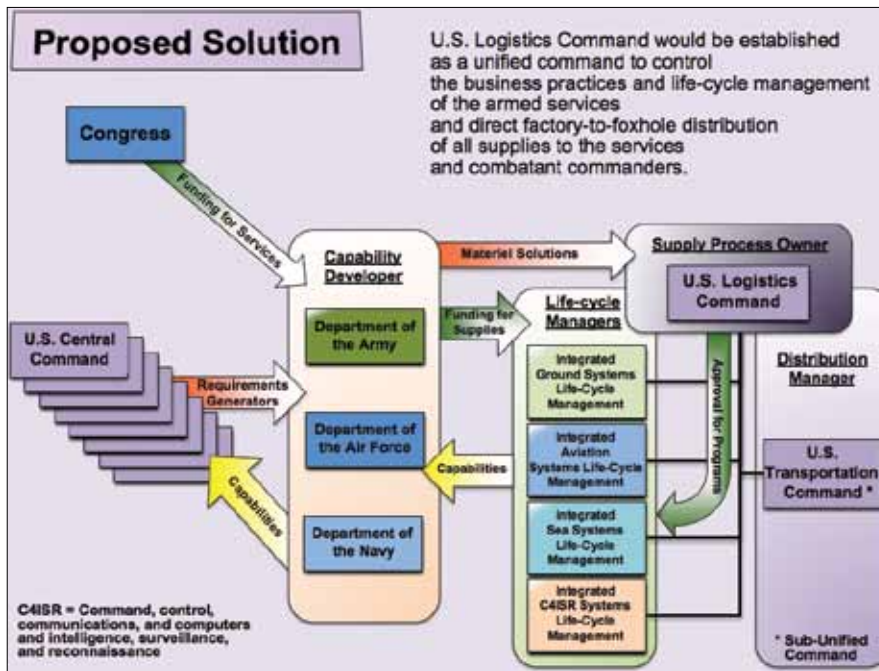 Proposed Solution
U.S. Logistics Command would be established
as a unified command to control
the business practices and life-cycle management
of the armed services
and direct factory-to-foxhole distribution
of all supplies to the services
and combatant commanders.
Congress
Funding for Services
Capability
Developer
Materiel Solutions
Supply Process Owner
U.S. Logistics
Command
Department of
the Army
Funding for
Supplies
Life-cycle
Managers
U.S. Central
Command
Requirements
Generators
Integrated
Ground Systems
Life-Cycle
Management
Approval for Programs
Distribution
Manager
Department of
the Air Force
Capabilities
Integrated
Aviation
Systems Life-Cycle
Management
U.S.
Transportation
Command *
Capabilities
Department of
the Navy
Integrated
Sea Systems
Life-Cycle
Management
Integrated
C4ISR Systems
Life-Cycle
Management
C4ISR = Command, control,
communications, and computers
and intelligence, surveillance,
and reconnaissance
* Sub-Unified
Command